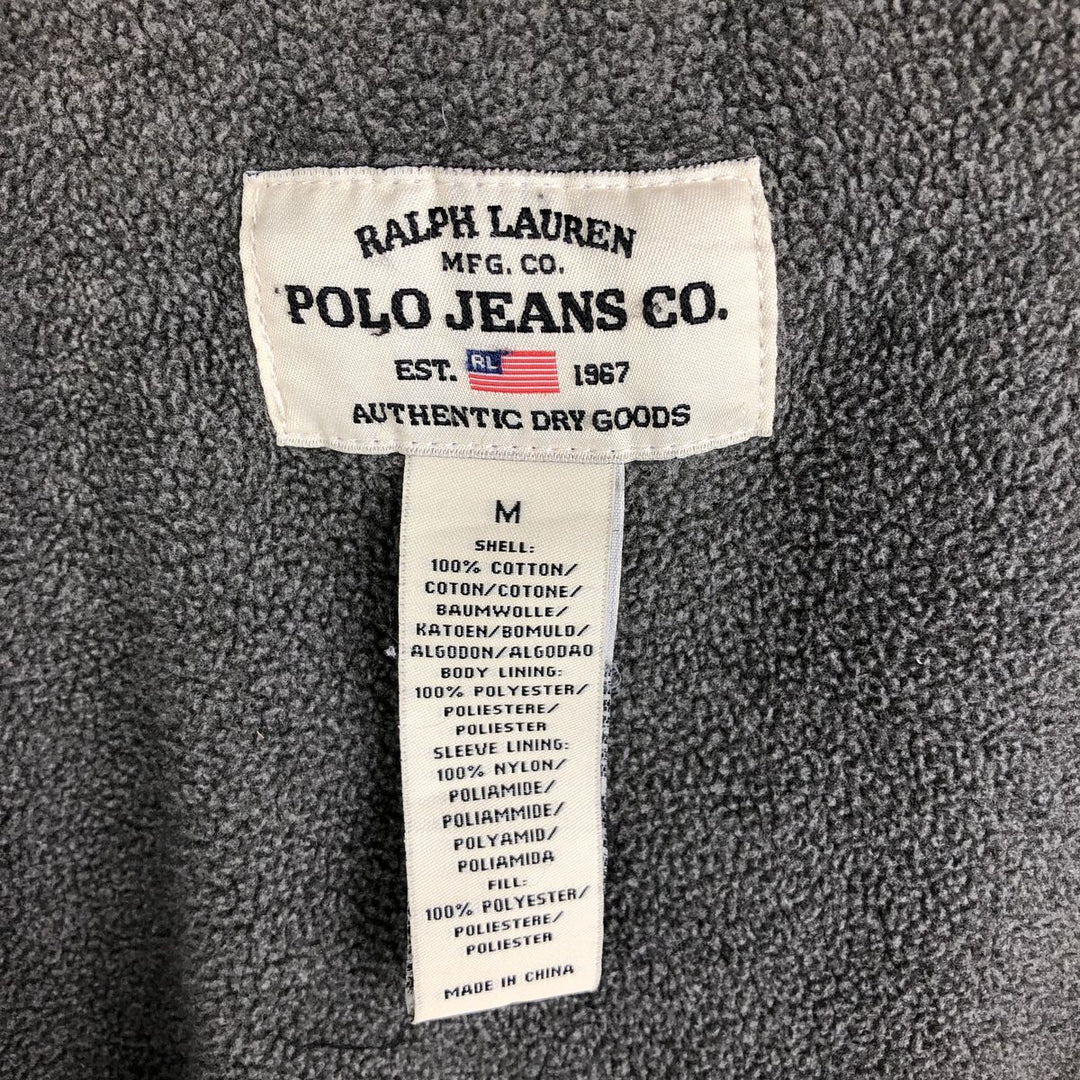 RALPH LAUREN
MFG. CO.
POLO JEANS CO.
EST. RL 1967
AUTHENTIC DRY GOODS
M
SHELL:
100% COTTON/
COTON/COTONE/
BAUMWOLLE/
KATOEN/BOMULD/
ALGODON/ALGODAO
BODY LINING:
100% POLYESTER/
POLIESTERE/
POLIESTER
SLEEVE LINING:
100% NYLON/
POLIAMIDE/
POLIAMMIDE/
POLYAMID/
POLIAMIDA
FILL:
100% POLYESTER/
POLIESTERE/
POLIESTER
MADE IN CHINA